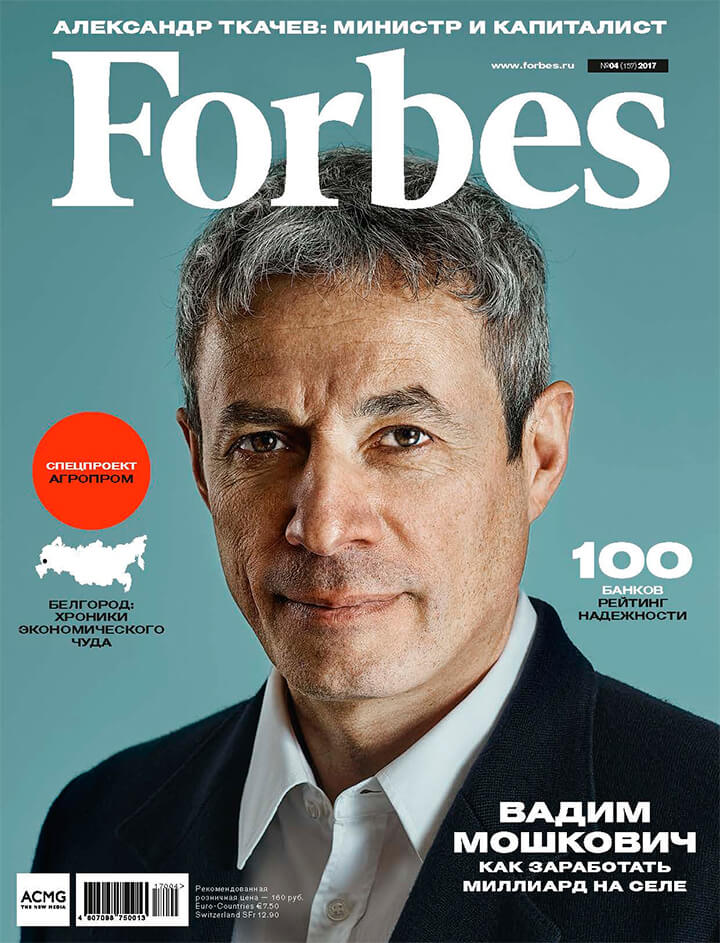 АЛЕКСАНДР ТКАЧЕВ: МИНИСТР И КАПИТАЛИСТ
Forbes
www.forbes.ru
№04 (157) 2017
СПЕЦПРОЕКТ
АГРОПРОМ
БЕЛГОРОД:
ХРОНИКИ
ЭКОНОМИЧЕСКОГО
ЧУДА
100
БАНКОВ
РЕЙТИНГ
НАДЕЖНОСТИ
ВАДИМ
МОШКОВИЧ
КАК ЗАРАБОТАТЬ
МИЛЛИАРД НА СЕЛЕ
ACMG
THE NEW MEDIA
17004>
4 607098 750013
Рекомендованная
розничная цена — 160 руб.
Euro-Countries €7.50
Switzerland SFr 12.90